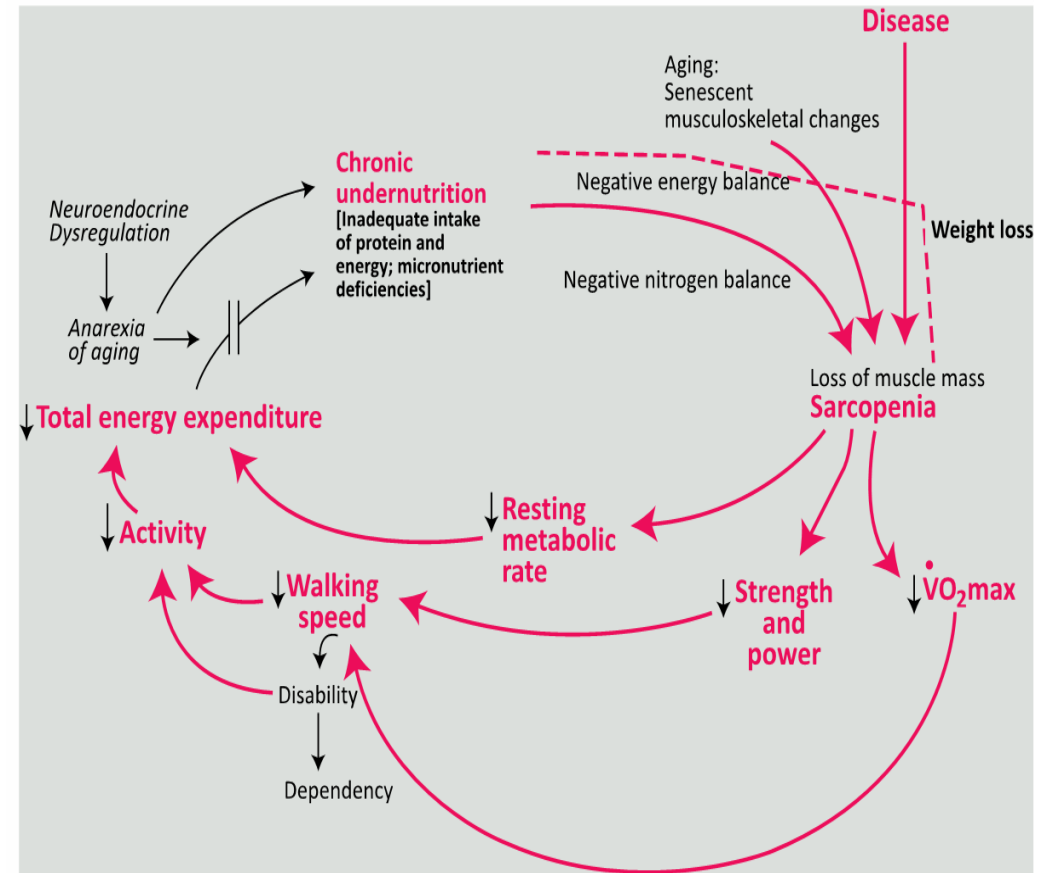 Disease
Aging:
Senescent
musculoskeletal changes
Chronic
undernutrition
[Inadequate intake
of protein and
energy; micronutrient
deficiencies]
Negative energy balance
Neuroendocrine
Dysregulation
Weight loss
Negative nitrogen balance
Anarexia
of aging
Loss of muscle mass
Sarcopenia
↓ Total energy expenditure
↓ Resting
metabolic
rate
↓ Activity
↓ Walking
speed
↓ Strength
and
power
↓ V̇O₂max
Disability
Dependency